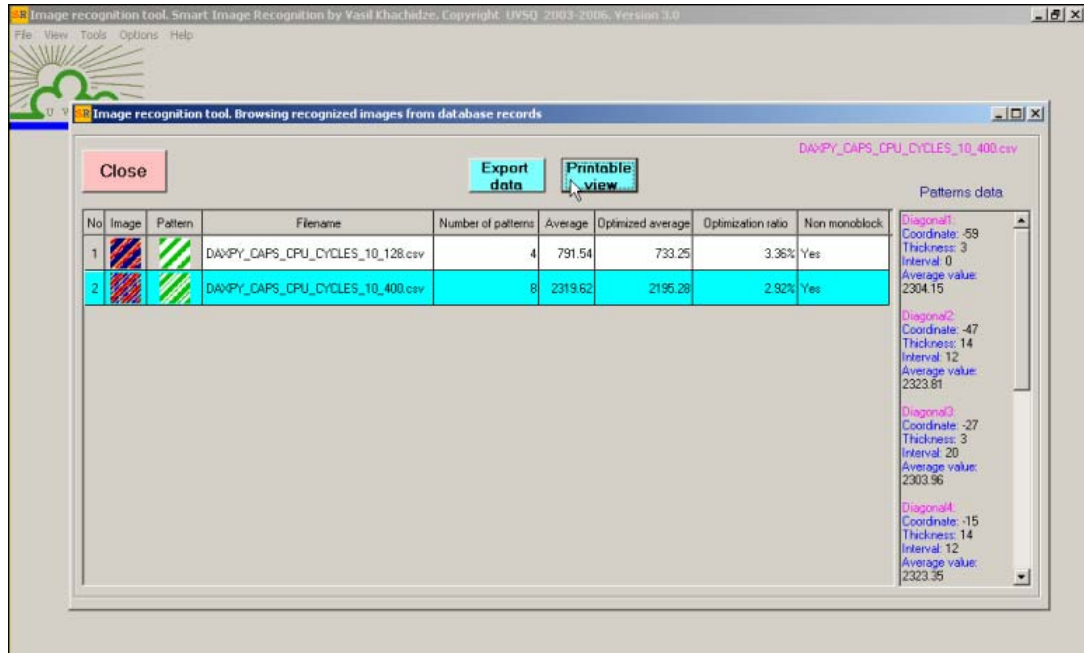 SR Image recognition tool. Smart Image Recognition by Vasil Khachidze. Copyright UVSQ 2003-2006. Version 3.0
File View Tools Options Help
U V
SR Image recognition tool. Browsing recognized images from database records
DAXPY_CAPS_CPU_CYCLES_10_400.csv
Close
Export data
Printable view...
Patterns data
No Image Pattern Filename Number of patterns Average Optimized average Optimization ratio Non monoblock
1 DAXPY_CAPS_CPU_CYCLES_10_128.csv 4 791.54 733.25 3.36% Yes
2 DAXPY_CAPS_CPU_CYCLES_10_400.csv 8 2319.62 2195.28 2.92% Yes
Diagonal1:
Coordinate: -59
Thickness: 3
Interval: 0
Average value:
2304.15
Diagonal2:
Coordinate: -47
Thickness: 14
Interval: 12
Average value:
2323.81
Diagonal3:
Coordinate: -27
Thickness: 3
Interval: 20
Average value:
2303.96
Diagonal4:
Coordinate: -15
Thickness: 14
Interval: 12
Average value:
2323.35